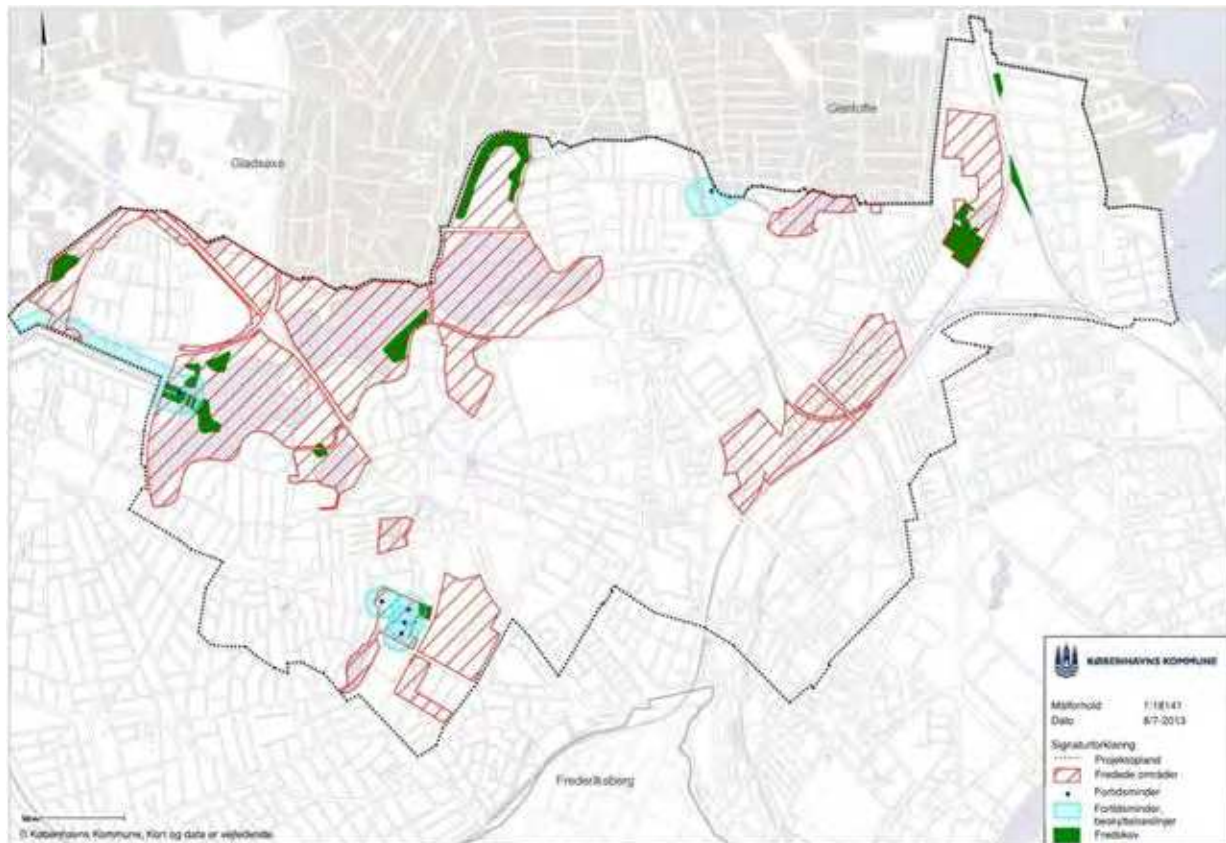 Gentofte
Gladsaxe
KØBENHAVNS KOMMUNE
Målforhold 1:18141
Dato 8/7-2013
Signaturforklaring
Projektopland
Fredede områder
Fortidsminder
Fortidsminder,
beskyttelseslinjer
Fredskov
Frederiksberg
© Københavns Kommune, Kort og data er vejledende.